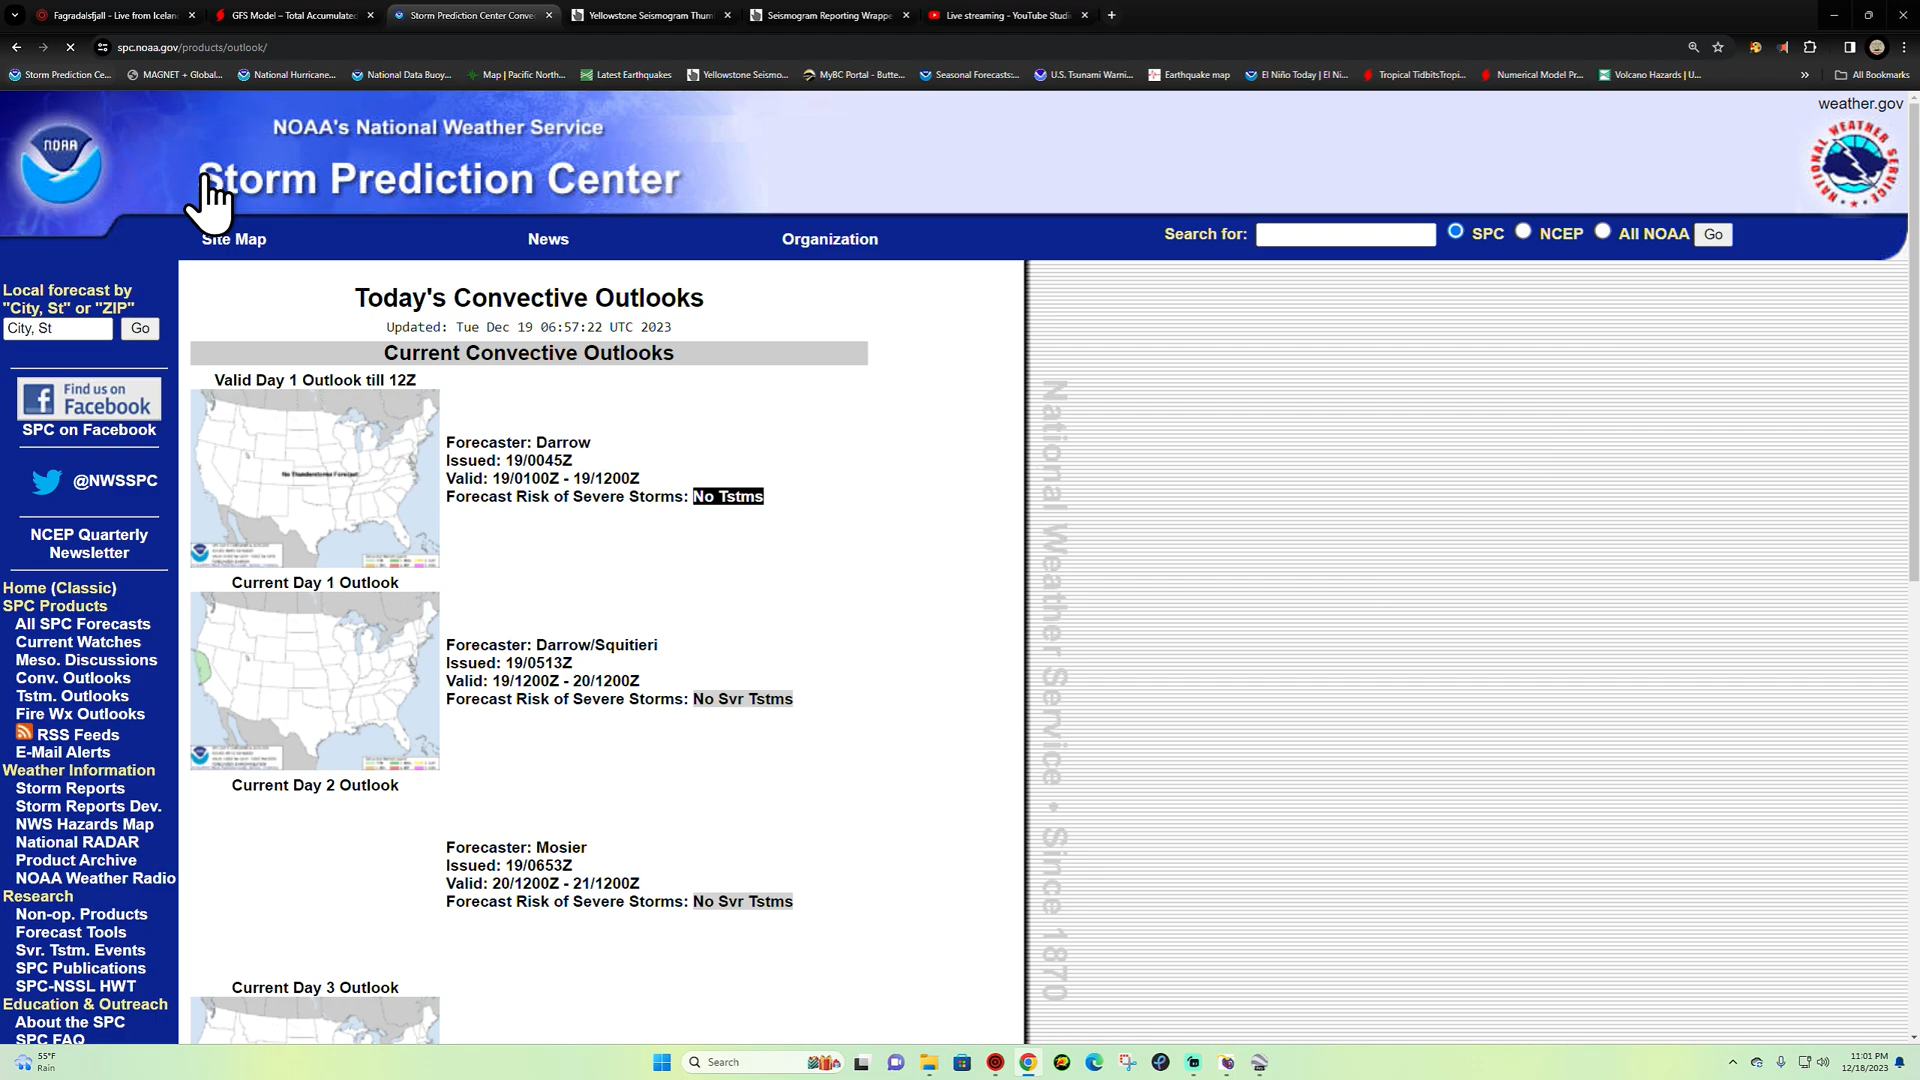 Fagradalsfjall - Live from Icelan
GFS Model – Total Accumulated
Storm Prediction Center Conve
Yellowstone Seismogram Thum
Seismogram Reporting Wrappe
Live streaming - YouTube Studi
spc.noaa.gov/products/outlook/
Storm Prediction Ce...
MAGNET + Global...
National Hurricane...
National Data Buoy...
Map | Pacific North...
Latest Earthquakes
Yellowstone Seismo...
MyBC Portal - Butte...
Seasonal Forecasts:...
U.S. Tsunami Warni...
Earthquake map
El Niño Today | El Ni...
Tropical TidbitsTropi...
Numerical Model Pr...
Volcano Hazards | U...
All Bookmarks
weather.gov
NOAA
NOAA's National Weather Service
Storm Prediction Center
NATIONAL WEATHER SERVICE
Site Map
News
Organization
Search for:
SPC
NCEP
All NOAA
Go
Local forecast by
"City, St" or "ZIP"
City, St
Go
Find us on
Facebook
SPC on Facebook
@NWSSPC
NCEP Quarterly
Newsletter
Home (Classic)
SPC Products
All SPC Forecasts
Current Watches
Meso. Discussions
Conv. Outlooks
Tstm. Outlooks
Fire Wx Outlooks
RSS Feeds
E-Mail Alerts
Weather Information
Storm Reports
Storm Reports Dev.
NWS Hazards Map
National RADAR
Product Archive
NOAA Weather Radio
Research
Non-op. Products
Forecast Tools
Svr. Tstm. Events
SPC Publications
SPC-NSSL HWT
Education & Outreach
About the SPC
SPC FAQ
Today's Convective Outlooks
Updated: Tue Dec 19 06:57:22 UTC 2023
Current Convective Outlooks
Valid Day 1 Outlook till 12Z
No Thunderstorms Forecast
Forecaster: Darrow
Issued: 19/0045Z
Valid: 19/0100Z - 19/1200Z
Forecast Risk of Severe Storms: No Tstms
Current Day 1 Outlook
Forecaster: Darrow/Squitieri
Issued: 19/0513Z
Valid: 19/1200Z - 20/1200Z
Forecast Risk of Severe Storms: No Svr Tstms
Current Day 2 Outlook
Forecaster: Mosier
Issued: 19/0653Z
Valid: 20/1200Z - 21/1200Z
Forecast Risk of Severe Storms: No Svr Tstms
Current Day 3 Outlook
National Weather Service • Since 1870
55°F
Rain
Search
11:01 PM
12/18/2023